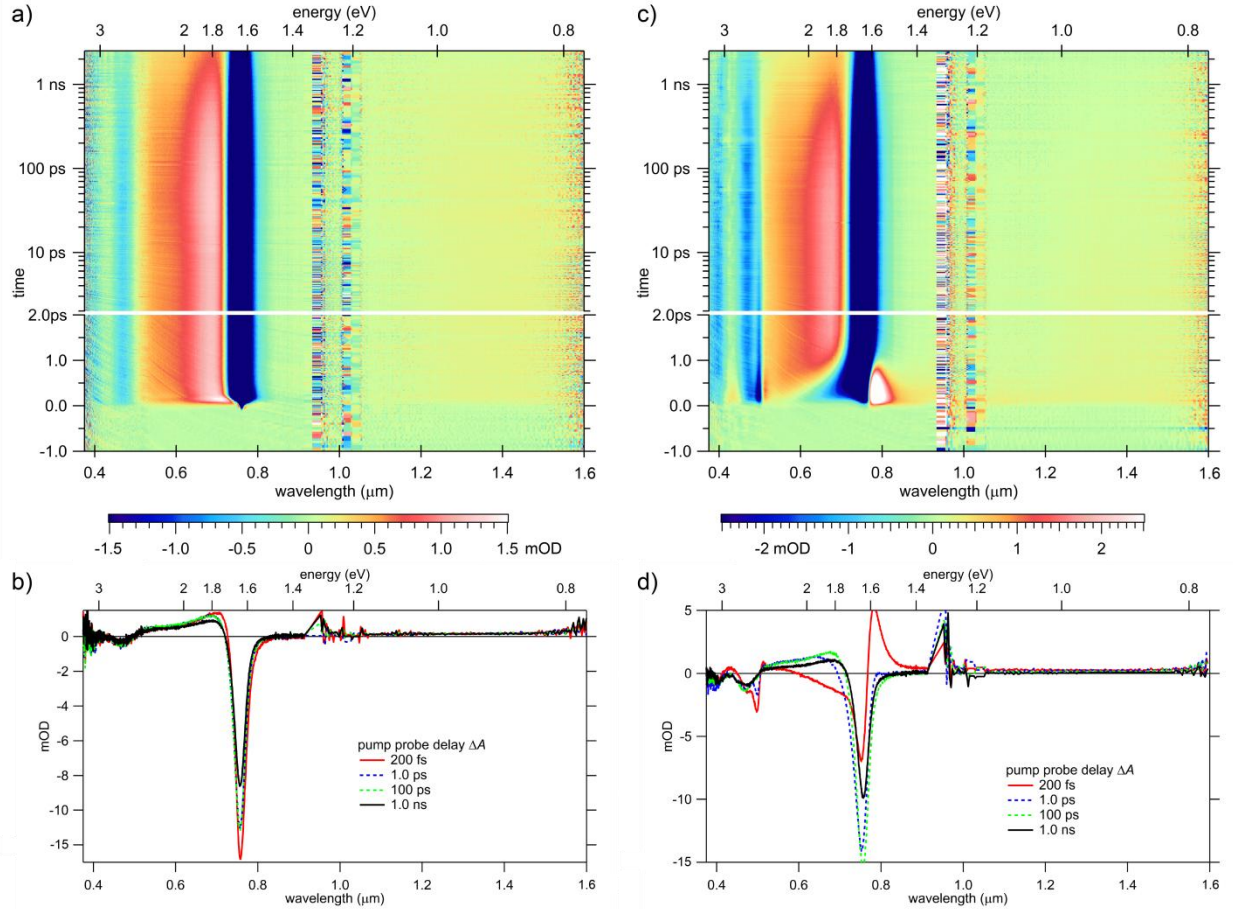 a)
energy (eV)
3 2 1.8 1.6 1.4 1.2 1.0 0.8
1 ns
100 ps
10 ps
2.0ps
1.0
0.0
-1.0
time
0.4 0.6 0.8 1.0 1.2 1.4 1.6
wavelength (μm)
-1.5 -1.0 -0.5 0 0.5 1.0 1.5 mOD
c)
energy (eV)
3 2 1.8 1.6 1.4 1.2 1.0 0.8
1 ns
100 ps
10 ps
2.0ps
1.0
0.0
-1.0
time
0.4 0.6 0.8 1.0 1.2 1.4 1.6
wavelength (μm)
-2 mOD -1 0 1 2
b)
energy (eV)
3 2 1.8 1.6 1.4 1.2 1.0 0.8
0
-2
-4
-6
-8
-10
-15
mOD
pump probe delay ΔA
200 fs
1.0 ps
100 ps
1.0 ns
0.4 0.6 0.8 1.0 1.2 1.4 1.6
wavelength (μm)
d)
energy (eV)
3 2 1.8 1.6 1.4 1.2 1.0 0.8
5
0
-5
-10
-15
mOD
pump probe delay ΔA
200 fs
1.0 ps
100 ps
1.0 ns
0.4 0.6 0.8 1.0 1.2 1.4 1.6
wavelength (μm)